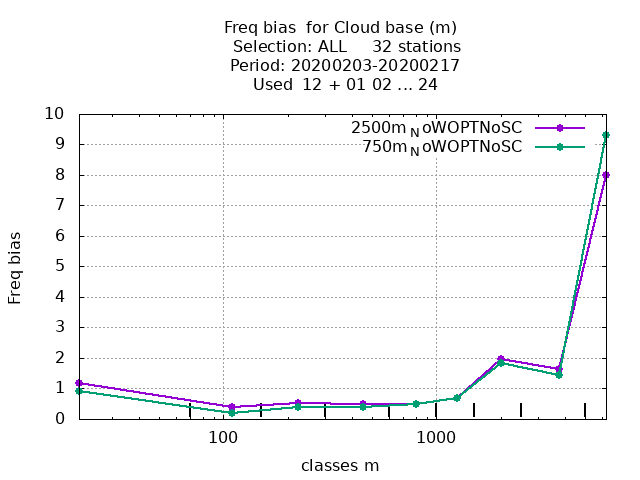 Freq bias  for Cloud base (m)
Selection: ALL     32 stations
Period: 20200203-20200217
Used  12 + 01 02 ... 24
2500m_NoWOPTNoSC
750m_NoWOPTNoSC
10
9
8
7
6
5
4
3
2
1
0
Freq bias
100 1000
classes m